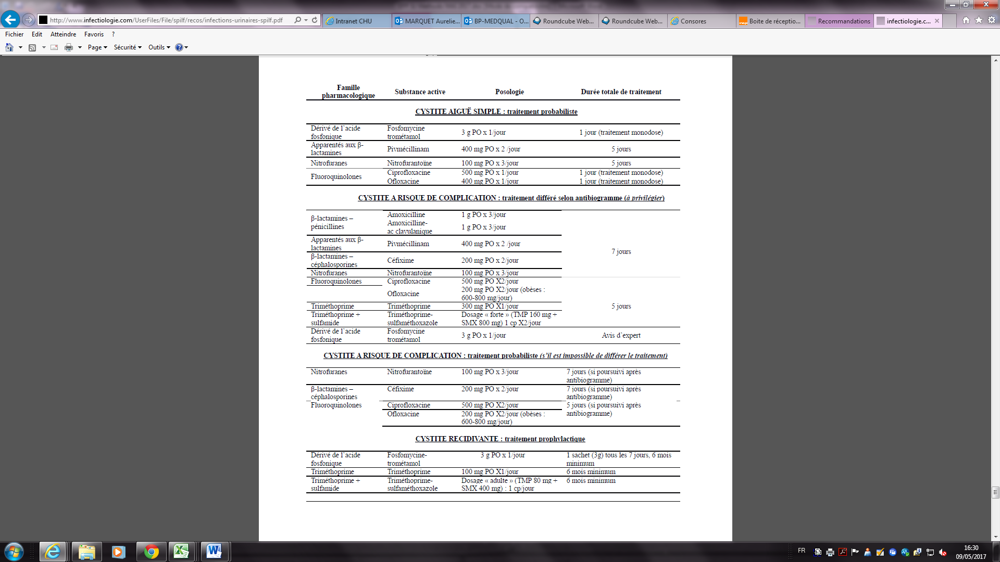 http://www.infectiologie.com/UserFiles/File/spilf/recos/infections-urinaires-spilf.pdf
Intranet CHU
MARQUET Aurelie...
BP-MEDQUAL - O...
Roundcube Web...
Roundcube Web...
Consores
Boite de réceptio...
Recommandations
infectiologie.c...
Fichier Edit Atteindre Favoris ?
Page Sécurité Outils
Famille pharmacologique Substance active Posologie Durée totale de traitement
CYSTITE AIGUË SIMPLE : traitement probabiliste
Dérivé de l’acide fosfonique Fosfomycine trométamol 3 g PO x 1/jour 1 jour (traitement monodose)
Apparentés aux β-lactamines Pivmécillinam 400 mg PO x 2 /jour 5 jours
Nitrofuranes Nitrofurantoïne 100 mg PO x 3/jour 5 jours
Fluoroquinolones Ciprofloxacine 500 mg PO x 1/jour 1 jour (traitement monodose)
Ofloxacine 400 mg PO x 1/jour 1 jour (traitement monodose)
CYSTITE A RISQUE DE COMPLICATION : traitement différé selon antibiogramme (à privilégier)
β-lactamines – pénicillines Amoxicilline 1 g PO x 3/jour
Amoxicilline-ac clavulanique 1 g PO x 3/jour
Apparentés aux β-lactamines Pivmécillinam 400 mg PO x 2 /jour
7 jours
β-lactamines – céphalosporines Céfixime 200 mg PO x 2/jour
Nitrofuranes Nitrofurantoïne 100 mg PO x 3/jour
Fluoroquinolones Ciprofloxacine 500 mg PO X2/jour
Ofloxacine 200 mg PO X2/jour (obèses : 600-800 mg/jour)
Triméthoprime Triméthoprime 300 mg PO X1/jour 5 jours
Triméthoprime + sulfamide Triméthoprime-sulfaméthoxazole Dosage « forte » (TMP 160 mg + SMX 800 mg) 1 cp X2/jour
Dérivé de l’acide fosfonique Fosfomycine trométamol 3 g PO x 1/jour Avis d’expert
CYSTITE A RISQUE DE COMPLICATION : traitement probabiliste (s’il est impossible de différer le traitement)
Nitrofuranes Nitrofurantoïne 100 mg PO x 3/jour 7 jours (si poursuivi après antibiogramme)
β-lactamines – céphalosporines Céfixime 200 mg PO x 2/jour 7 jours (si poursuivi après antibiogramme)
Fluoroquinolones Ciprofloxacine 500 mg PO X2/jour 5 jours (si poursuivi après antibiogramme)
Ofloxacine 200 mg PO X2/jour (obèses : 600-800 mg/jour)
CYSTITE RECIDIVANTE : traitement prophylactique
Dérivé de l’acide fosfonique Fosfomycine-trométamol 3 g PO x 1/jour 1 sachet (3g) tous les 7 jours, 6 mois minimum
Triméthoprime Triméthoprime 100 mg PO X1/jour 6 mois minimum
Triméthoprime + sulfamide Triméthoprime-sulfaméthoxazole Dosage « adulte » (TMP 80 mg + SMX 400 mg) : 1 cp/jour 6 mois minimum
FR
16:30
09/05/2017